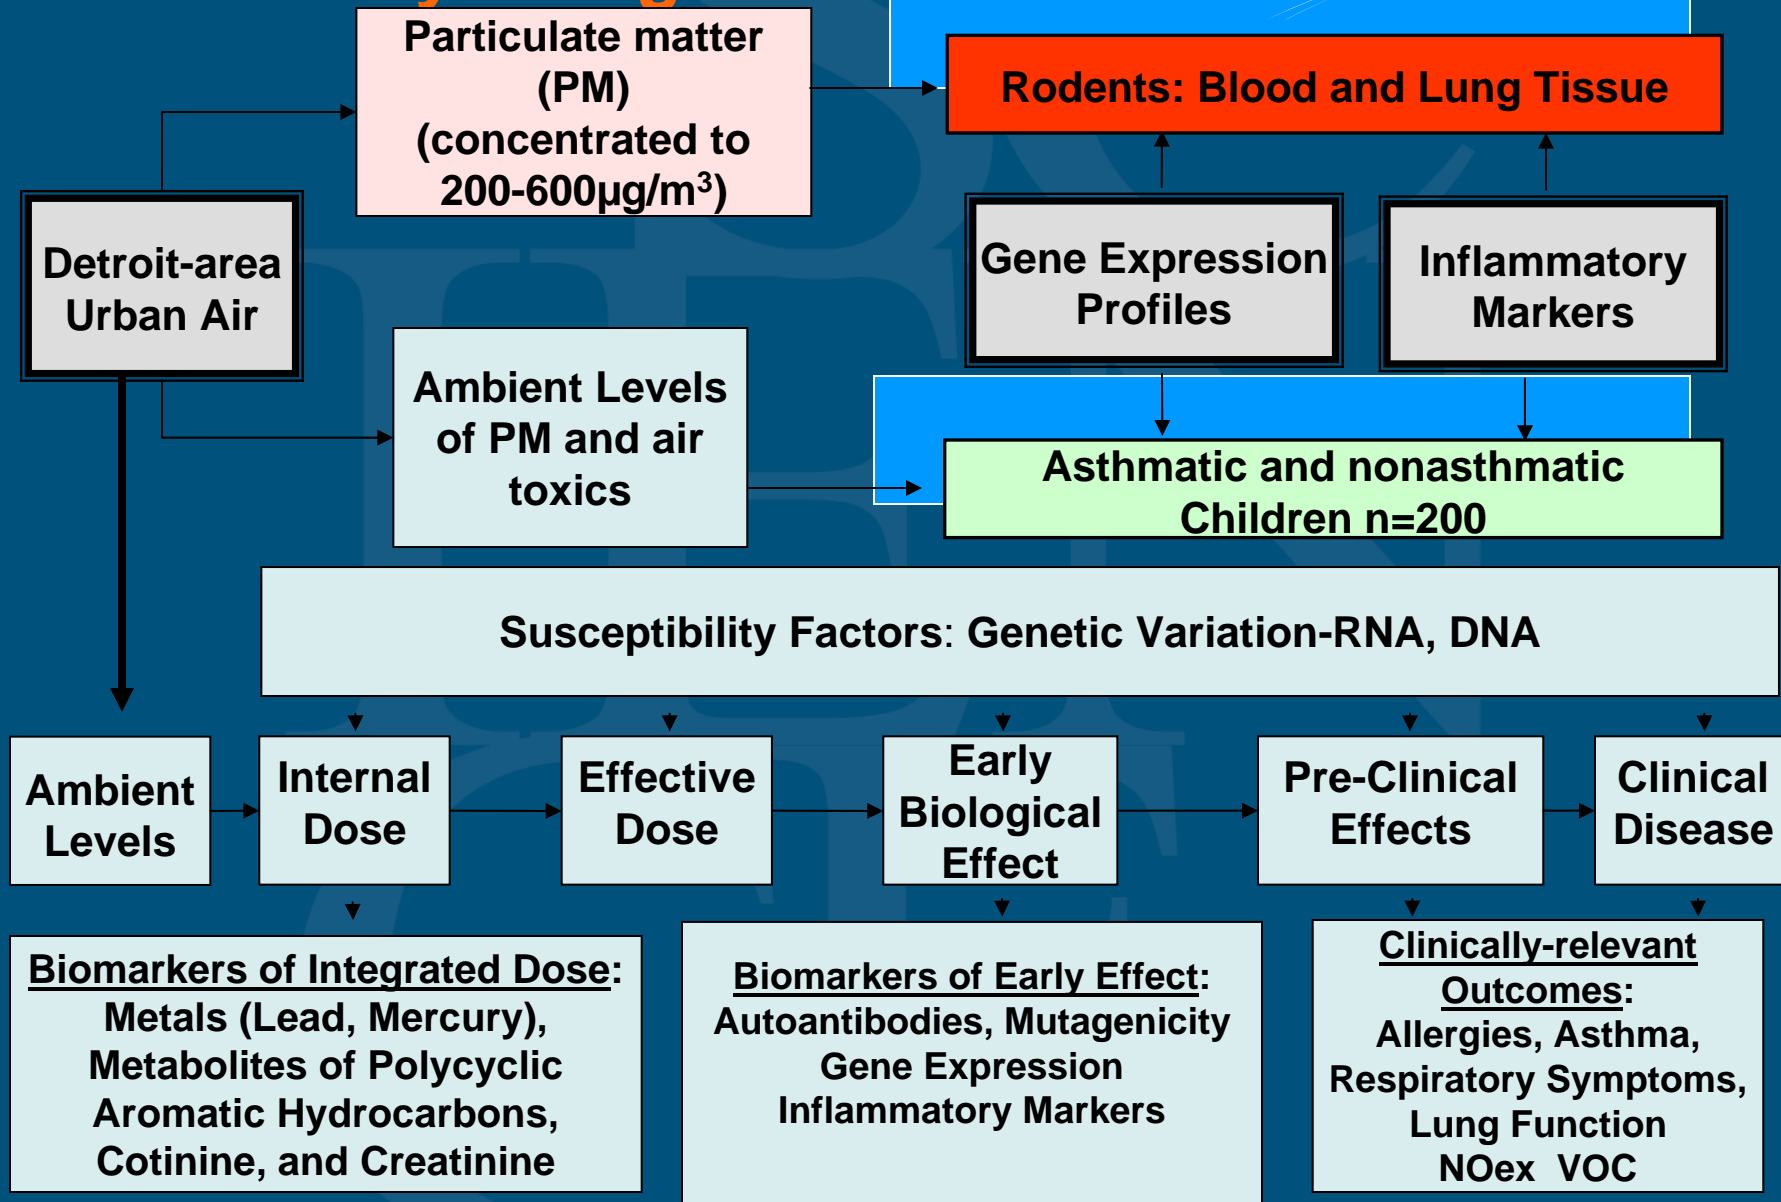 Particulate matter
(PM)
(concentrated to
200-600µg/m³)
Rodents: Blood and Lung Tissue
Detroit-area
Urban Air
Gene Expression
Profiles
Inflammatory
Markers
Ambient Levels
of PM and air
toxics
Asthmatic and nonasthmatic
Children n=200
Susceptibility Factors: Genetic Variation-RNA, DNA
Ambient
Levels
Internal
Dose
Effective
Dose
Early
Biological
Effect
Pre-Clinical
Effects
Clinical
Disease
Biomarkers of Integrated Dose:
Metals (Lead, Mercury),
Metabolites of Polycyclic
Aromatic Hydrocarbons,
Cotinine, and Creatinine
Biomarkers of Early Effect:
Autoantibodies, Mutagenicity
Gene Expression
Inflammatory Markers
Clinically-relevant
Outcomes:
Allergies, Asthma,
Respiratory Symptoms,
Lung Function
NOex VOC